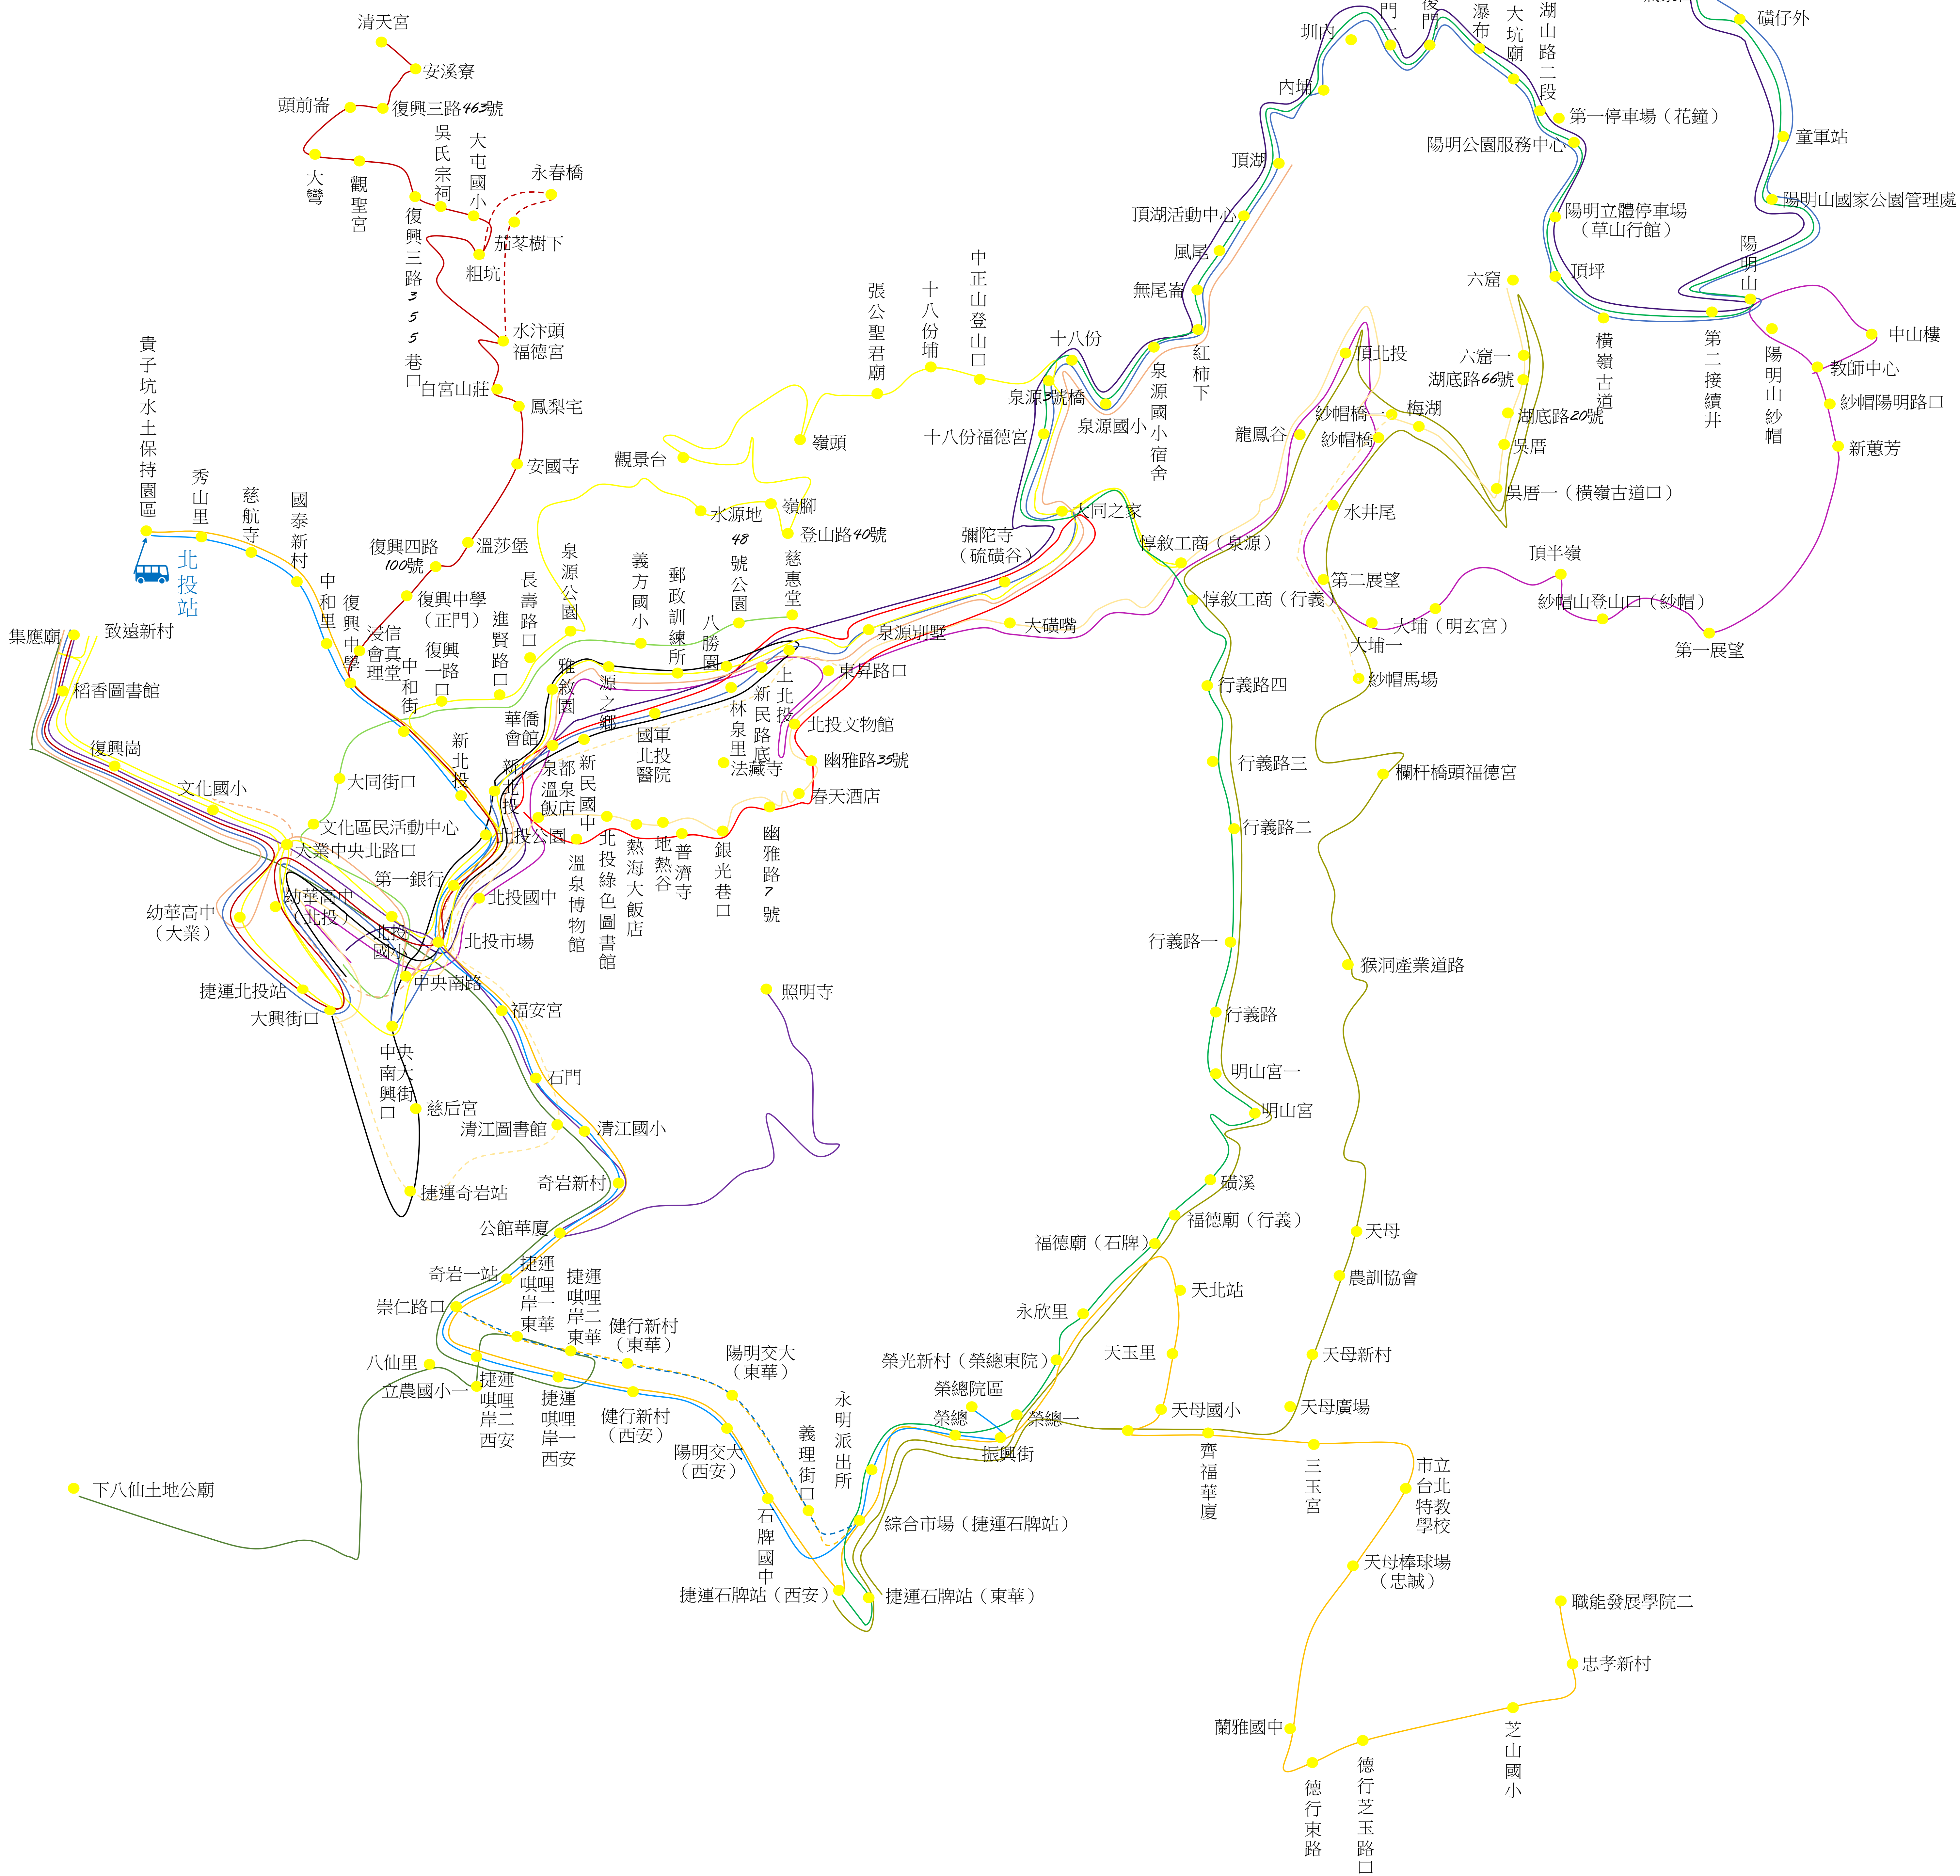 清天宮
安溪寮
頭前崙
復興三路463號
大彎
觀聖宮
吳氏宗祠
大屯國小
永春橋
復興三路355巷口
茄苳樹下
粗坑
水汴頭
福德宮
白宮山莊
鳳梨宅
安國寺
溫莎堡
復興四路
100號
復興中學
（正門）
貴子坑水土保持園區
秀山里
慈航寺
國泰新村
中和里
復興中學
浸信
會真
理堂
北投站
集應廟
致遠新村
稻香圖書館
復興崗
文化國小
中和街
復興
一路
口
進賢路口
長壽路口
泉源公園
義方國小
郵政訓練所
八勝園
48
號公園
慈惠堂
觀景台
嶺頭
水源地
嶺腳
登山路40號
張公聖君廟
十八份埔
中正山登山口
十八份
泉源3號橋
十八份福德宮
泉源國小
泉源國小宿舍
紅柿下
無尾崙
風尾
頂湖活動中心
頂湖
內埔
圳內
門一
後門
瀑布
大坑廟
湖山路二段
第一停車場（花鐘）
陽明公園服務中心
陽明立體停車場
（草山行館）
頂坪
橫嶺古道
第二接續井
陽明山
磺仔外
童軍站
陽明山國家公園管理處
中山樓
教師中心
紗帽陽明路口
新蕙芳
陽明山紗帽
六窟
六窟一
湖底路66號
湖底路20號
吳厝
吳厝一（橫嶺古道口）
頂北投
紗帽橋一
梅湖
紗帽橋
龍鳳谷
水井尾
第二展望
大埔一
大埔（明玄宮）
頂半嶺
紗帽山登山口（紗帽）
第一展望
紗帽馬場
大同之家
彌陀寺
（硫磺谷）
惇敘工商（泉源）
惇敘工商（行義）
大磺嘴
泉源別墅
東昇路口
北投文物館
幽雅路35號
春天酒店
幽雅路7號
上北投
新民路底
林泉里
法藏寺
國軍
北投
醫院
源之鄉
雅敘園
華僑
會館
新北投
新北投
泉都
溫泉
飯店
新民國中
北投公園
溫泉博物館
北投綠色圖書館
熱海大飯店
地熱谷
普濟寺
銀光巷口
大同街口
文化區民活動中心
大業中央北路口
第一銀行
北投國中
幼華高中
（大業）
幼華高中
（北投）
北投
國小
北投市場
中央南路
捷運北投站
大興街口
中央
南大
興街
口
慈后宮
捷運奇岩站
福安宮
石門
清江圖書館
清江國小
奇岩新村
公館華廈
照明寺
奇岩一站
崇仁路口
捷運
唭哩
岸一
東華
捷運
唭哩
岸二
東華
健行新村
（東華）
陽明交大
（東華）
八仙里
立農國小一
捷運
唭哩
岸二
西安
捷運
唭哩
岸一
西安
健行新村
（西安）
陽明交大
（西安）
義理街口
石牌國中
永明派出所
綜合市場（捷運石牌站）
捷運石牌站（西安）
捷運石牌站（東華）
下八仙土地公廟
行義路四
行義路三
行義路二
行義路一
行義路
明山宮一
明山宮
磺溪
福德廟（行義）
福德廟（石牌）
天北站
永欣里
天玉里
榮光新村（榮總東院）
榮總院區
榮總
榮總一
振興街
天母國小
齊福華廈
三玉宮
天母廣場
天母新村
農訓協會
天母
猴洞產業道路
欄杆橋頭福德宮
市立
台北
特教
學校
天母棒球場
（忠誠）
職能發展學院二
忠孝新村
芝山國小
德行芝玉路口
德行東路
蘭雅國中